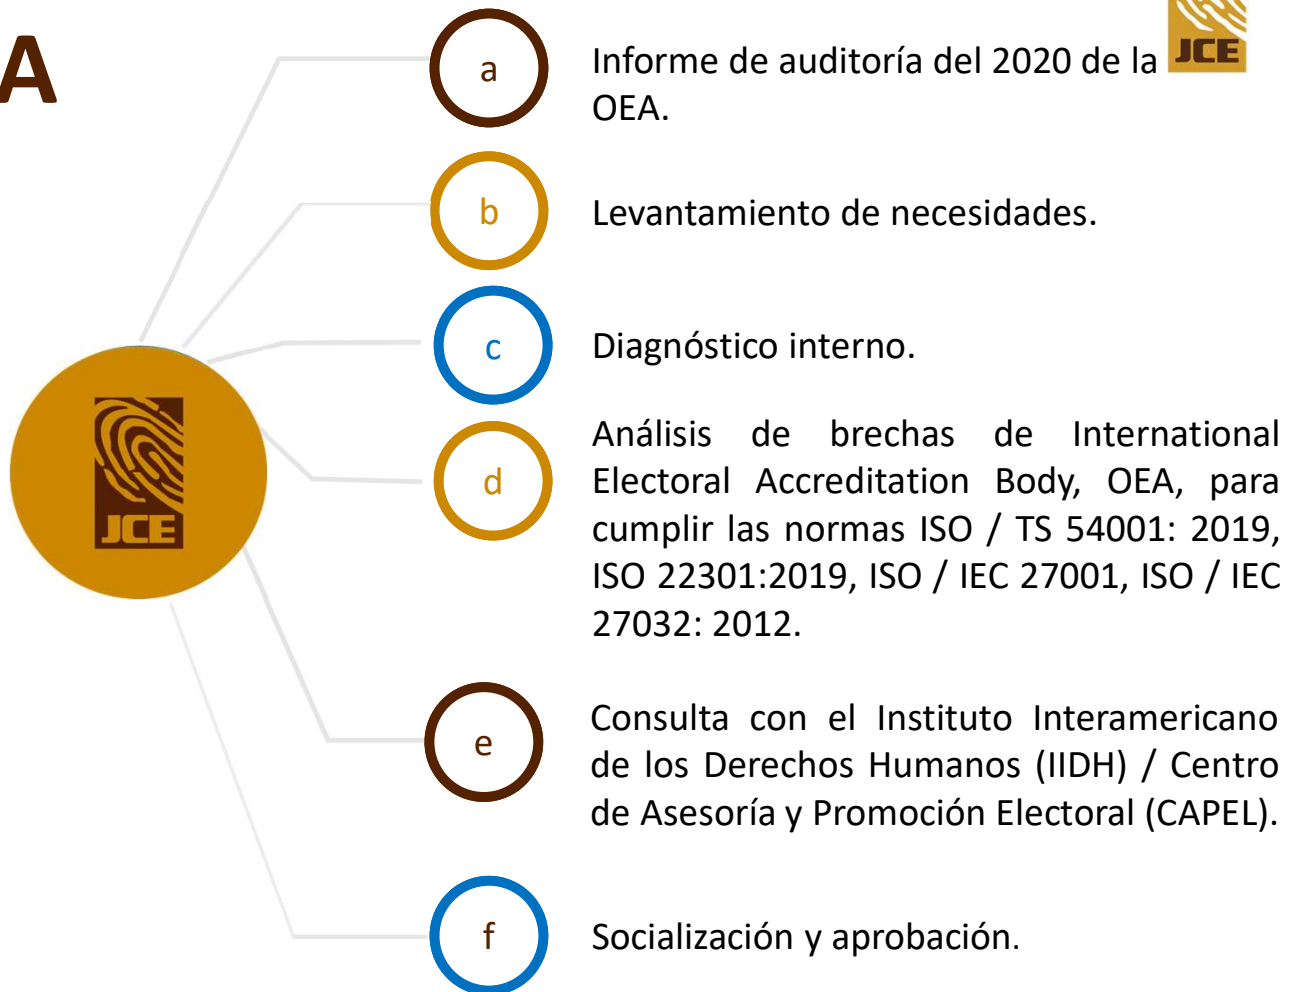 A
JCE
a
Informe de auditoría del 2020 de la
OEA.
b
Levantamiento de necesidades.
c
Diagnóstico interno.
d
Análisis de brechas de International
Electoral Accreditation Body, OEA, para
cumplir las normas ISO / TS 54001: 2019,
ISO 22301:2019, ISO / IEC 27001, ISO / IEC
27032: 2012.
JCE
e
Consulta con el Instituto Interamericano
de los Derechos Humanos (IIDH) / Centro
de Asesoría y Promoción Electoral (CAPEL).
f
Socialización y aprobación.